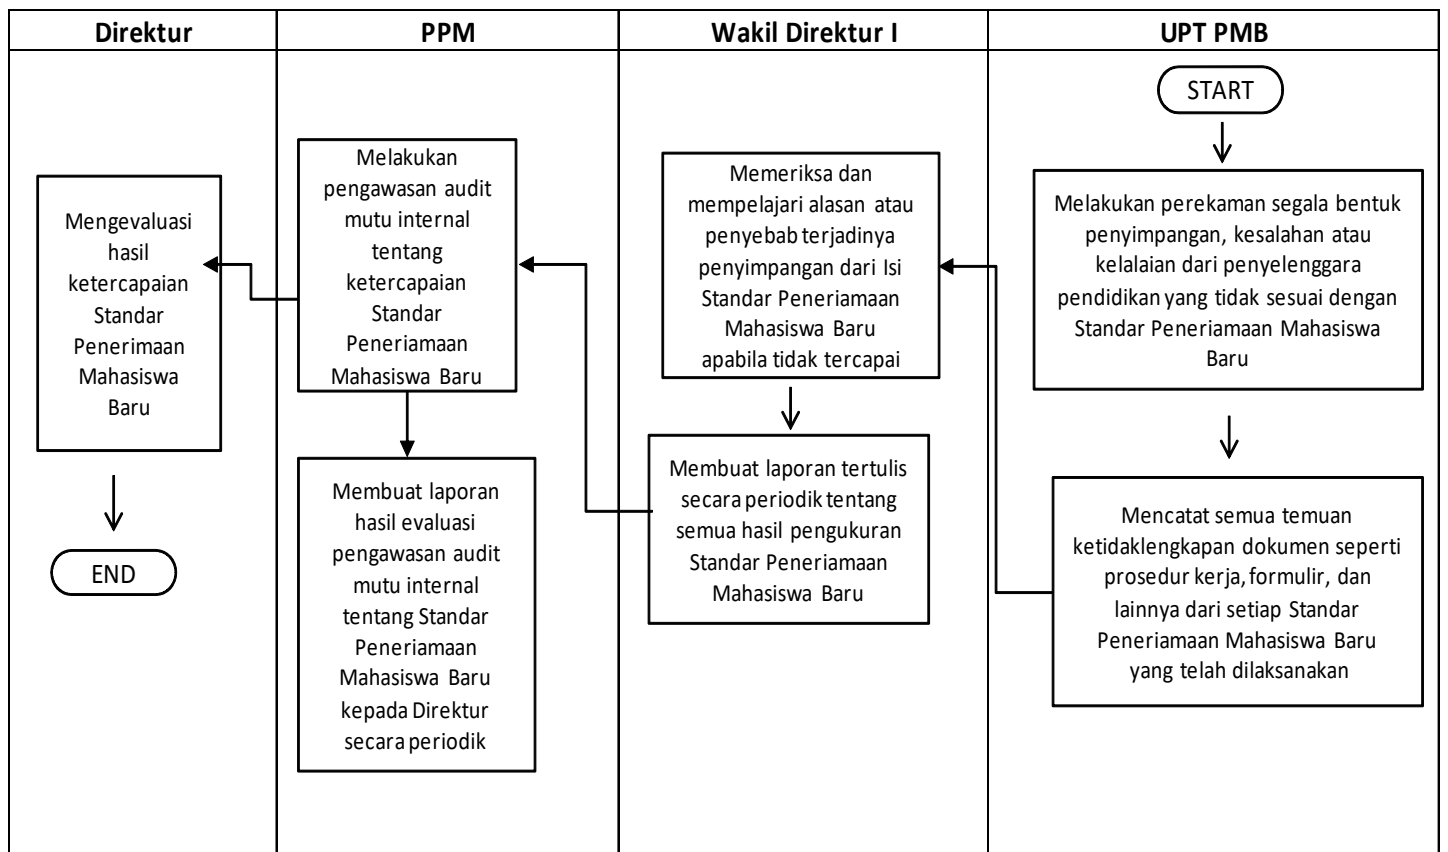 Direktur
PPM
Wakil Direktur I
UPT PMB
START
Melakukan perekaman segala bentuk
penyimpangan, kesalahan atau
kelalaian dari penyelenggara
pendidikan yang tidak sesuai dengan
Standar Peneriamaan Mahasiswa
Baru
Mencatat semua temuan
ketidaklengkapan dokumen seperti
prosedur kerja, formulir, dan
lainnya dari setiap Standar
Peneriamaan Mahasiswa Baru
yang telah dilaksanakan
Memeriksa dan
mempelajari alasan atau
penyebab terjadinya
penyimpangan dari Isi
Standar Peneriamaan
Mahasiswa Baru
apabila tidak tercapai
Membuat laporan tertulis
secara periodik tentang
semua hasil pengukuran
Standar Peneriamaan
Mahasiswa Baru
Melakukan
pengawasan audit
mutu internal
tentang
ketercapaian
Standar
Peneriamaan
Mahasiswa Baru
Membuat laporan
hasil evaluasi
pengawasan audit
mutu internal
tentang Standar
Peneriamaan
Mahasiswa Baru
kepada Direktur
secara periodik
Mengevaluasi
hasil
ketercapaian
Standar
Penerimaan
Mahasiswa
Baru
END